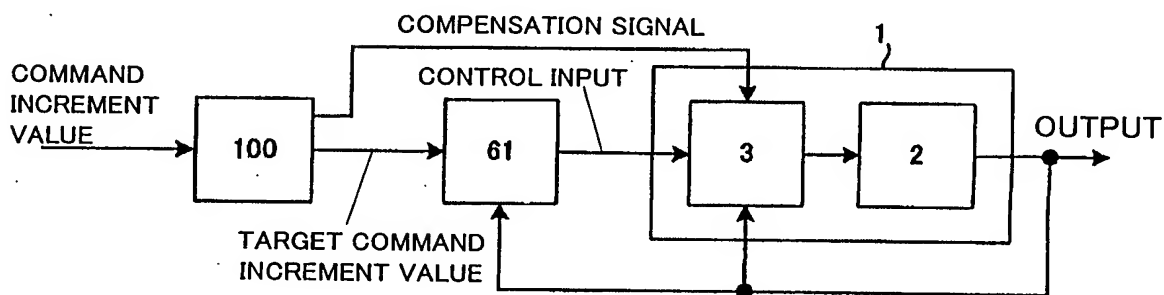 COMPENSATION SIGNAL
1
COMMAND
INCREMENT
VALUE
CONTROL INPUT
100
61
3
2
OUTPUT
TARGET COMMAND
INCREMENT VALUE